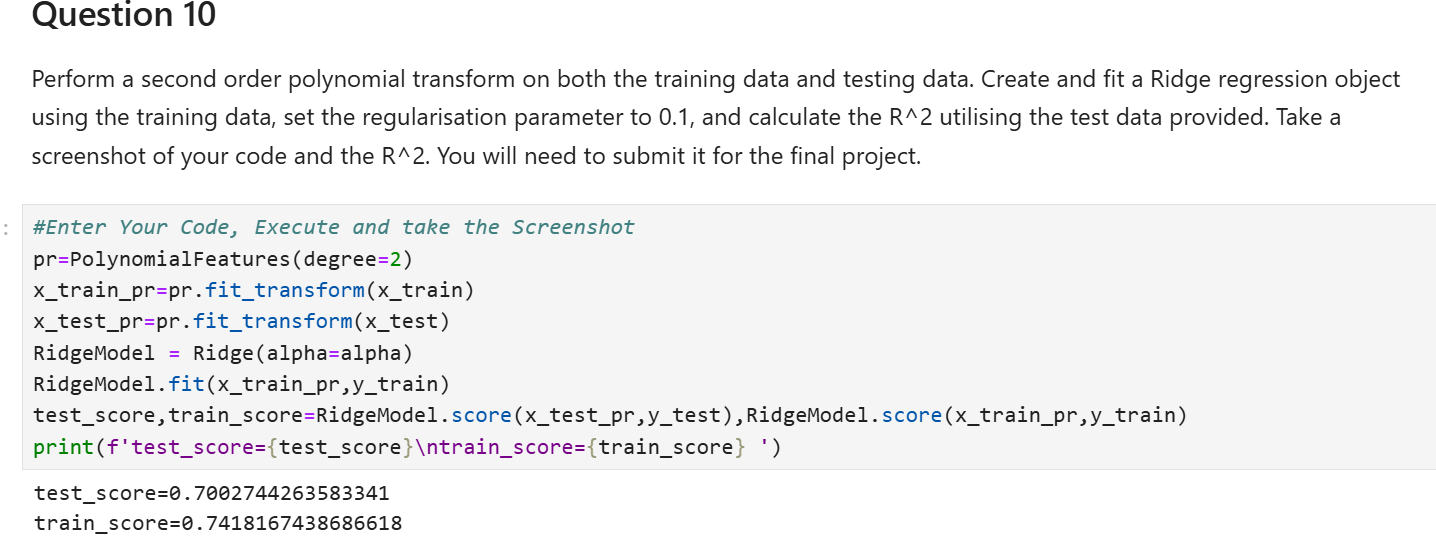 Question 10
Perform a second order polynomial transform on both the training data and testing data. Create and fit a Ridge regression object
using the training data, set the regularisation parameter to 0.1, and calculate the R^2 utilising the test data provided. Take a
screenshot of your code and the R^2. You will need to submit it for the final project.
:
#Enter Your Code, Execute and take the Screenshot
pr=PolynomialFeatures(degree=2)
x_train_pr=pr.fit_transform(x_train)
x_test_pr=pr.fit_transform(x_test)
RidgeModel = Ridge(alpha=alpha)
RidgeModel.fit(x_train_pr,y_train)
test_score,train_score=RidgeModel.score(x_test_pr,y_test),RidgeModel.score(x_train_pr,y_train)
print(f'test_score={test_score}\ntrain_score={train_score} ')
test_score=0.7002744263583341
train_score=0.7418167438686618